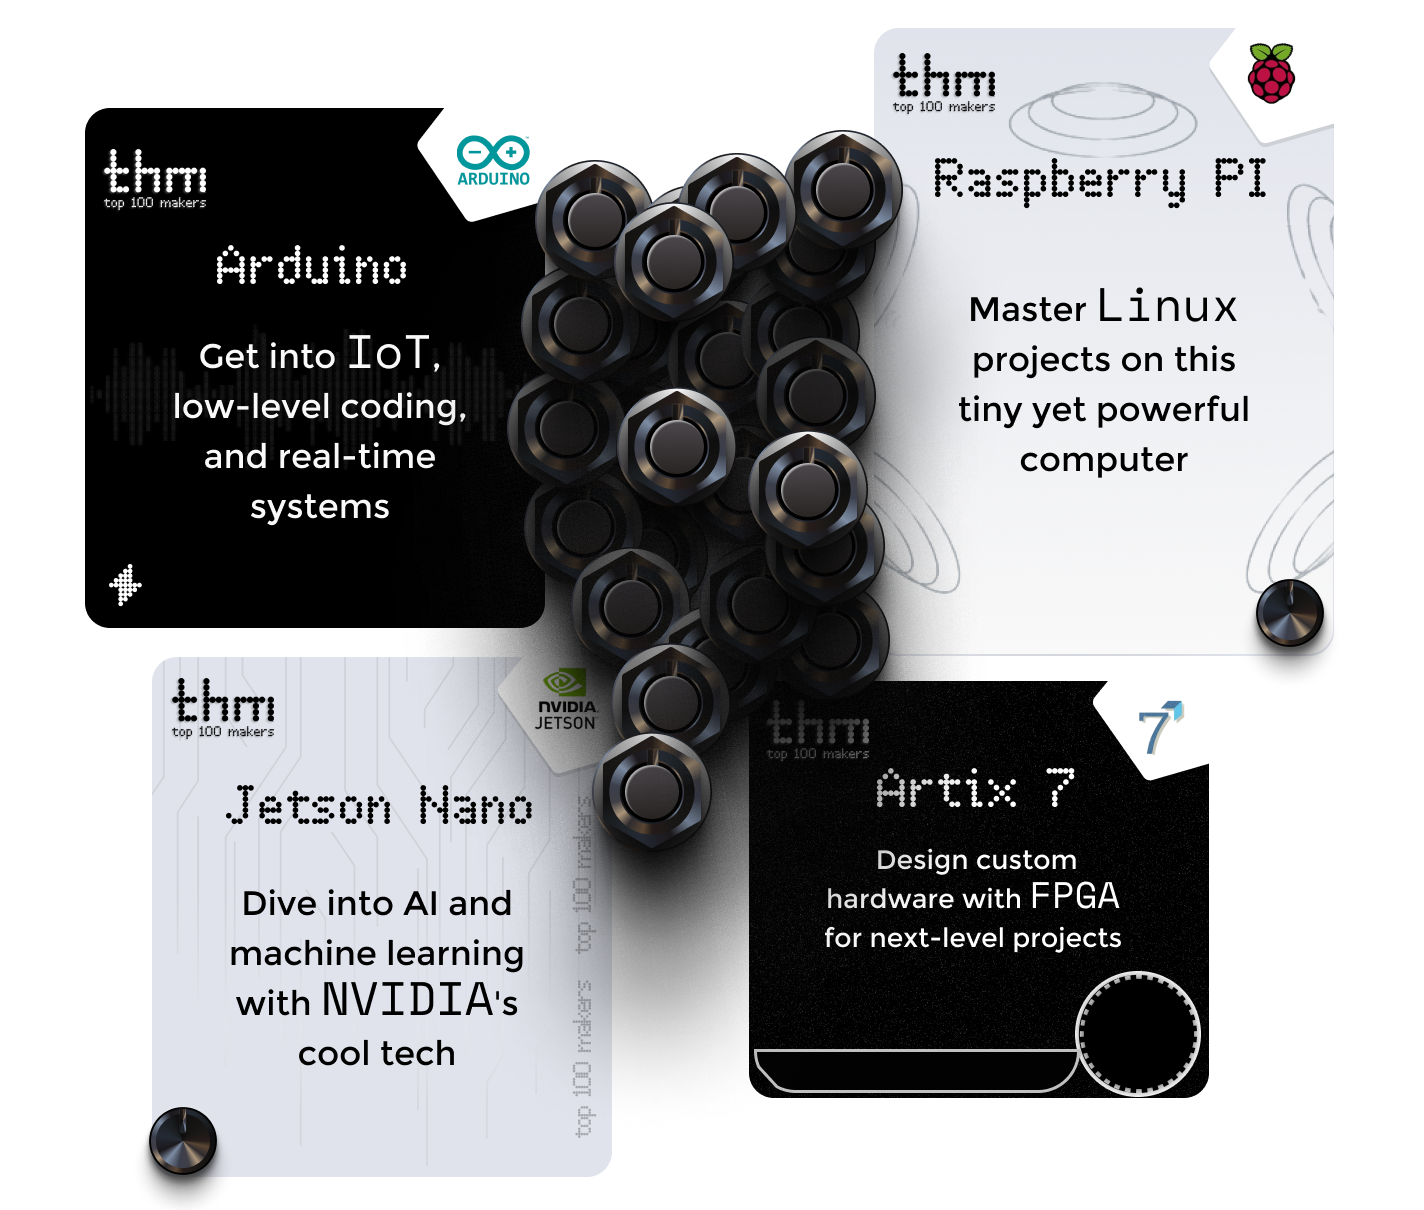 thm
top 100 makers
ARDUINO
Arduino
Get into IoT,
low-level coding,
and real-time
systems
thm
top 100 makers
Raspberry PI
Master Linux
projects on this
tiny yet powerful
computer
thm
top 100 makers
NVIDIA.
JETSON
Jetson Nano
Dive into AI and
machine learning
with NVIDIA's
cool tech
top 100 makers
top 100 makers
thm
top 100 makers
7
Artix 7
Design custom
hardware with FPGA
for next-level projects